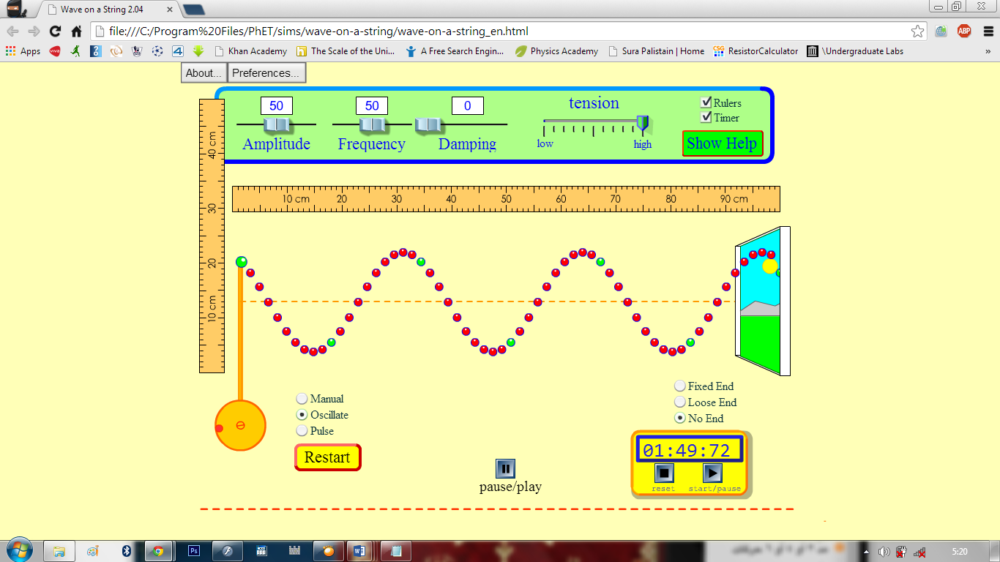 Wave on a String 2.04
file:///C:/Program%20Files/PhET/sims/wave-on-a-string/wave-on-a-string_en.html
ABP
Apps
Khan Academy
The Scale of the Uni...
A Free Search Engin...
Physics Academy
Sura Palistain | Home
CSG
ResistorCalculator
\Undergraduate Labs
»
About...
Preferences...
50
50
0
tension
Rulers
Timer
Amplitude
Frequency
Damping
low
high
Show Help
10 cm 20 30 40 50 60 70 80 90 cm
40 cm
30
20
10 cm
Manual
Oscillate
Pulse
Restart
pause/play
Fixed End
Loose End
No End
01:49:72
reset
start/pause
Ps
5:20